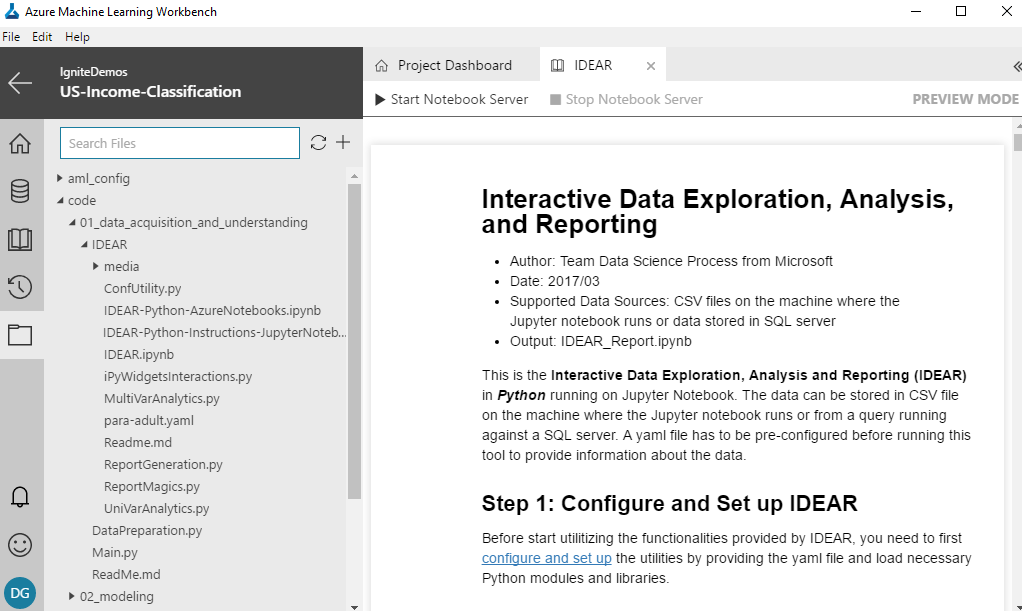 Azure Machine Learning Workbench
File Edit Help
IgniteDemos
US-Income-Classification
Search Files
aml_config
code
01_data_acquisition_and_understanding
IDEAR
media
ConfUtility.py
IDEAR-Python-AzureNotebooks.ipynb
IDEAR-Python-Instructions-JupyterNoteb...
IDEAR.ipynb
iPyWidgetsInteractions.py
MultiVarAnalytics.py
para-adult.yaml
Readme.md
ReportGeneration.py
ReportMagics.py
UniVarAnalytics.py
DataPreparation.py
Main.py
ReadMe.md
02_modeling
DG
Project Dashboard IDEAR
Start Notebook Server Stop Notebook Server PREVIEW MODE
Interactive Data Exploration, Analysis,
and Reporting
• Author: Team Data Science Process from Microsoft
• Date: 2017/03
• Supported Data Sources: CSV files on the machine where the
Jupyter notebook runs or data stored in SQL server
• Output: IDEAR_Report.ipynb
This is the Interactive Data Exploration, Analysis and Reporting (IDEAR)
in Python running on Jupyter Notebook. The data can be stored in CSV file
on the machine where the Jupyter notebook runs or from a query running
against a SQL server. A yaml file has to be pre-configured before running this
tool to provide information about the data.
Step 1: Configure and Set up IDEAR
Before start utilitizing the functionalities provided by IDEAR, you need to first
configure and set up the utilities by providing the yaml file and load necessary
Python modules and libraries.